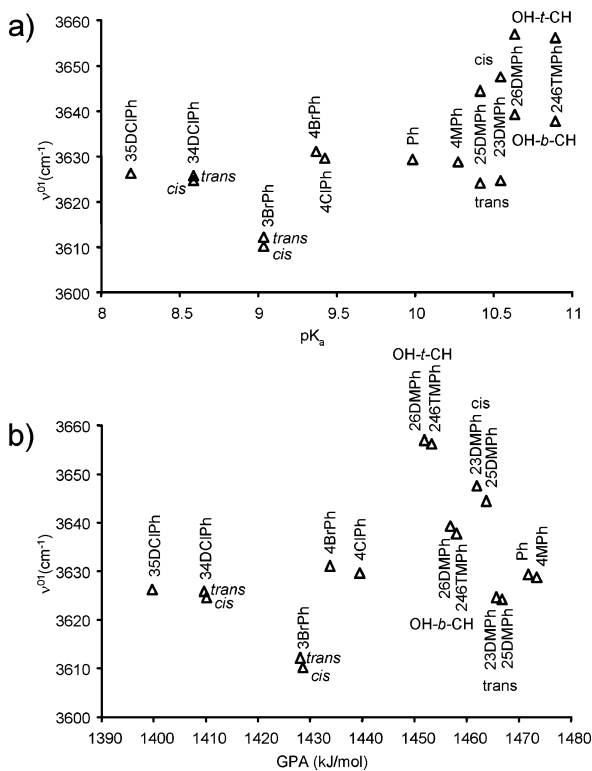 a)
3660
3650
3640
3630
3620
3610
3600
ν⁰¹(cm⁻¹)
35DClPh
34DClPh
cis
trans
3BrPh
trans
cis
4BrPh
4ClPh
Ph
4MPh
cis
25DMPh
23DMPh
trans
OH-t-CH
26DMPh
246TMPh
OH-b-CH
8
8.5
9
9.5
10
10.5
11
pKₐ
b)
3660
3650
3640
3630
3620
3610
3600
ν⁰¹(cm⁻¹)
35DClPh
34DClPh
trans
cis
3BrPh
trans
cis
4BrPh
4ClPh
OH-t-CH
26DMPh
246TMPh
cis
23DMPh
25DMPh
26DMPh
246TMPh
OH-b-CH
23DMPh
25DMPh
trans
Ph
4MPh
1390
1400
1410
1420
1430
1440
1450
1460
1470
1480
GPA (kJ/mol)